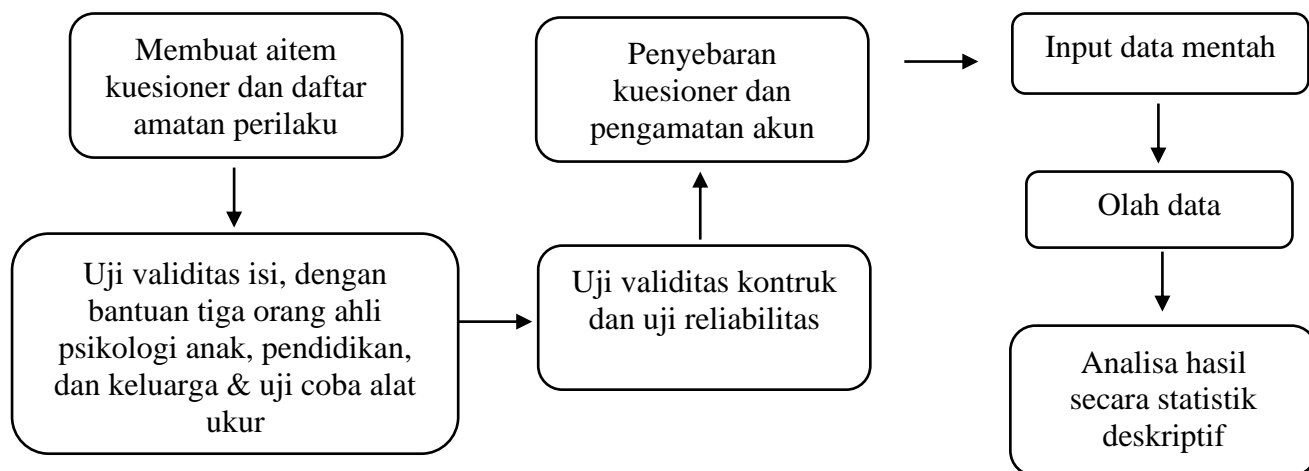 Membuat aitem
kuesioner dan daftar
amatan perilaku
Uji validitas isi, dengan
bantuan tiga orang ahli
psikologi anak, pendidikan,
dan keluarga & uji coba alat
ukur
Uji validitas kontruk
dan uji reliabilitas
Penyebaran
kuesioner dan
pengamatan akun
Input data mentah
Olah data
Analisa hasil
secara statistik
deskriptif